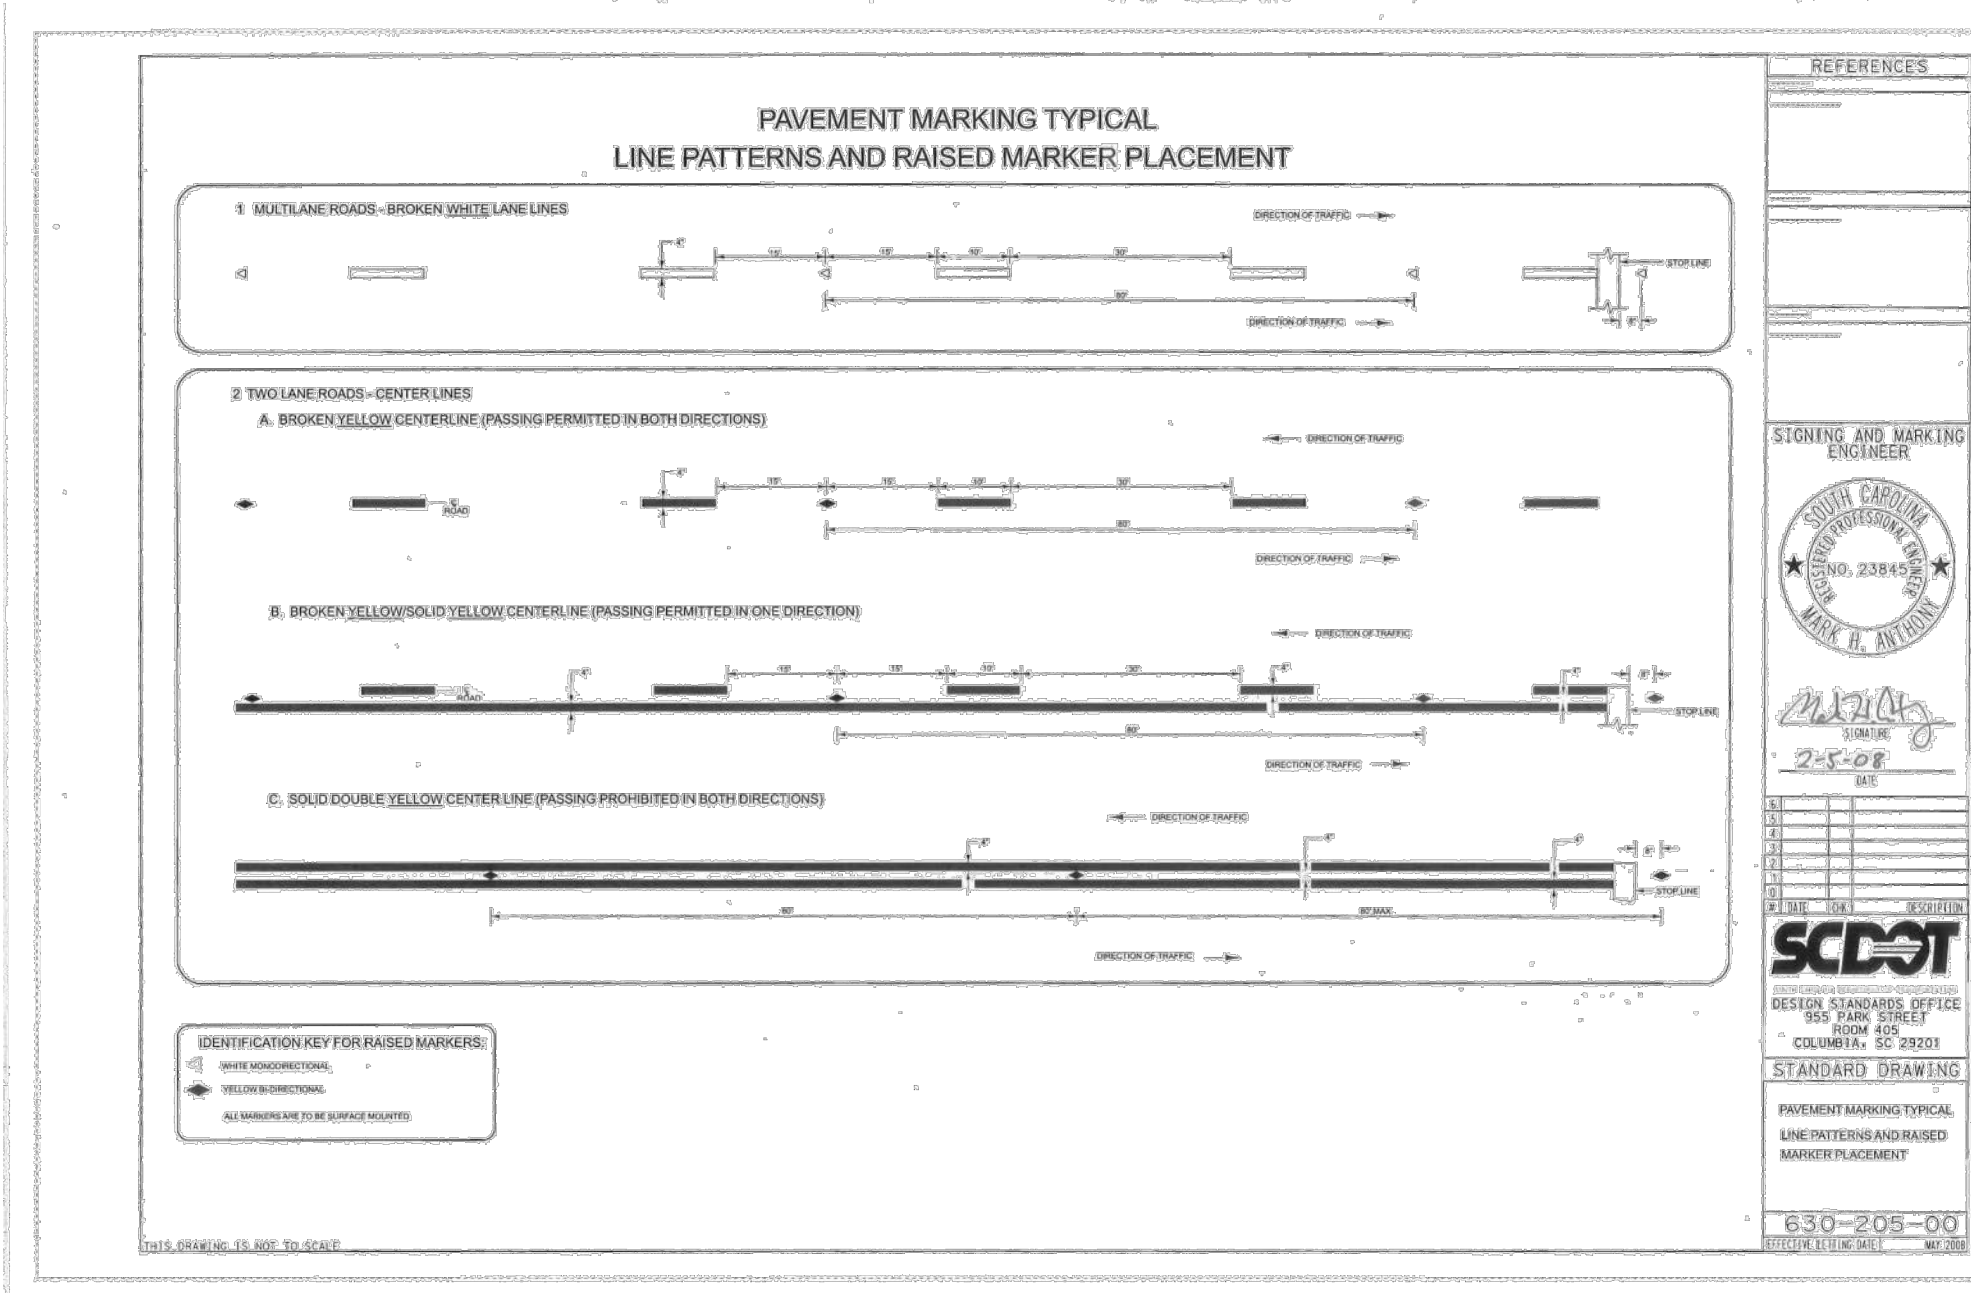 PAVEMENT MARKING TYPICAL
LINE PATTERNS AND RAISED MARKER PLACEMENT
1 MULTILANE ROADS - BROKEN WHITE LANE LINES
DIRECTION OF TRAFFIC
4"
15'
15'
10'
30'
STOP LINE
80'
DIRECTION OF TRAFFIC
8"
2 TWO LANE ROADS - CENTER LINES
A. BROKEN YELLOW CENTERLINE (PASSING PERMITTED IN BOTH DIRECTIONS)
DIRECTION OF TRAFFIC
4"
15'
15'
10'
30'
ROAD
80'
DIRECTION OF TRAFFIC
B. BROKEN YELLOW/SOLID YELLOW CENTERLINE (PASSING PERMITTED IN ONE DIRECTION)
DIRECTION OF TRAFFIC
4"
15'
15'
10'
30'
4"
4"
8"
ROAD
STOP LINE
80'
DIRECTION OF TRAFFIC
C. SOLID DOUBLE YELLOW CENTER LINE (PASSING PROHIBITED IN BOTH DIRECTIONS)
DIRECTION OF TRAFFIC
4"
4"
4"
8"
STOP LINE
80'
80' MAX
DIRECTION OF TRAFFIC
IDENTIFICATION KEY FOR RAISED MARKERS:
WHITE MONODIRECTIONAL
YELLOW BI-DIRECTIONAL
ALL MARKERS ARE TO BE SURFACE MOUNTED
THIS DRAWING IS NOT TO SCALE
REFERENCES
SIGNING AND MARKING
ENGINEER
SOUTH CAROLINA
REGISTERED PROFESSIONAL ENGINEER
NO. 23845
MARK H. ANTHONY
SIGNATURE
2-5-08
DATE
6
5
4
3
2
1
0
# DATE CHK DESCRIPTION
SCDOT
DESIGN STANDARDS OFFICE
955 PARK STREET
ROOM 405
COLUMBIA, SC 29201
STANDARD DRAWING
PAVEMENT MARKING TYPICAL
LINE PATTERNS AND RAISED
MARKER PLACEMENT
630-205-00
EFFECTIVE LETTING DATE MAY 2008